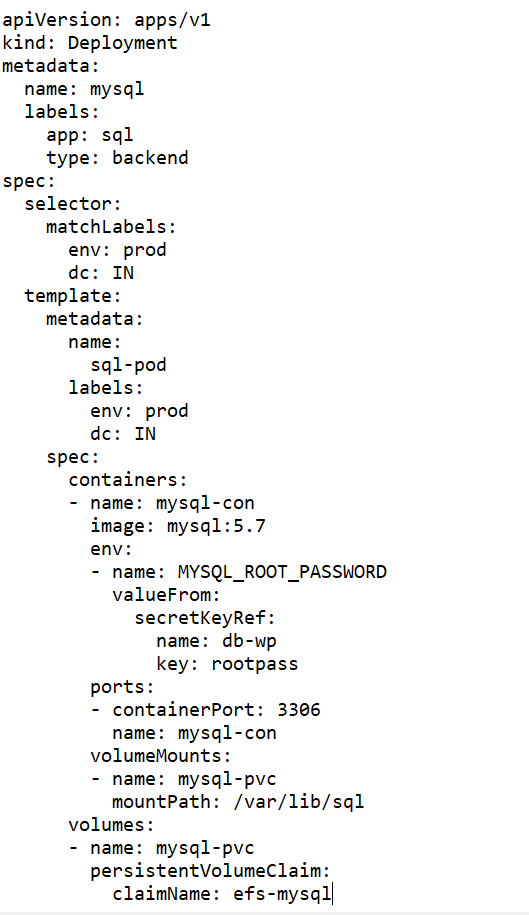 apiVersion: apps/v1
kind: Deployment
metadata:
  name: mysql
  labels:
    app: sql
    type: backend
spec:
  selector:
    matchLabels:
      env: prod
      dc: IN
  template:
    metadata:
      name:
        sql-pod
      labels:
        env: prod
        dc: IN
    spec:
      containers:
      - name: mysql-con
        image: mysql:5.7
        env:
        - name: MYSQL_ROOT_PASSWORD
          valueFrom:
            secretKeyRef:
              name: db-wp
              key: rootpass
        ports:
        - containerPort: 3306
          name: mysql-con
        volumeMounts:
        - name: mysql-pvc
          mountPath: /var/lib/sql
      volumes:
      - name: mysql-pvc
        persistentVolumeClaim:
          claimName: efs-mysql